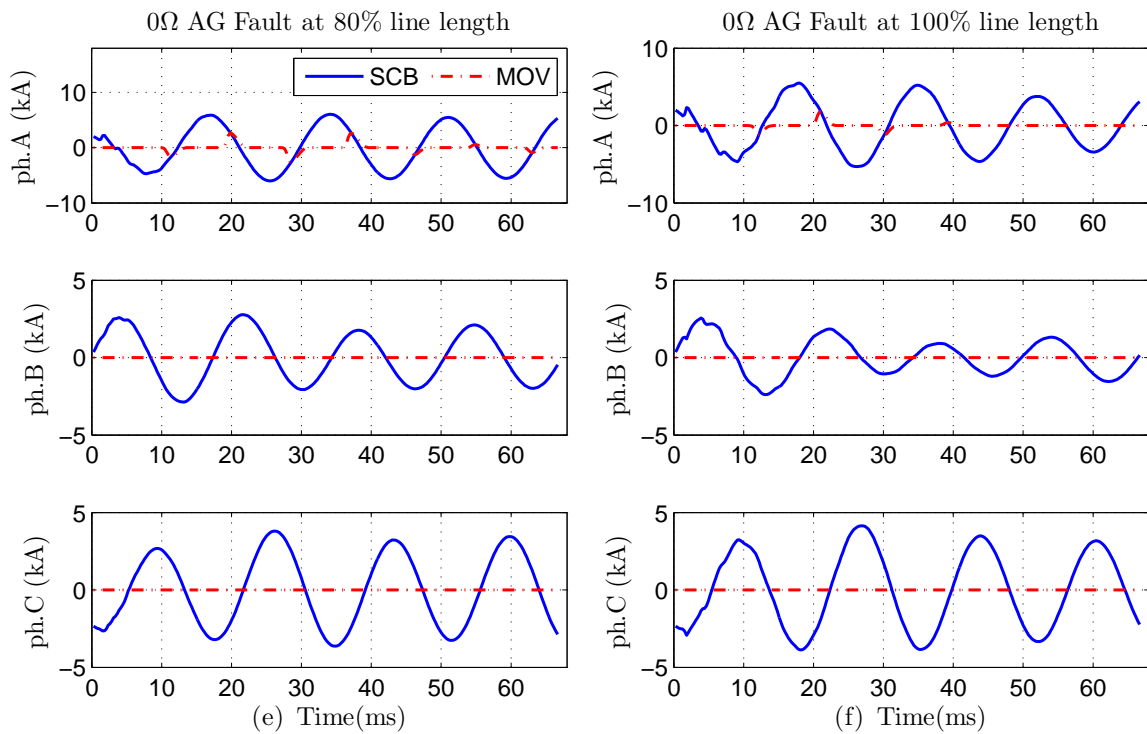 0Ω AG Fault at 80% line length
ph.A (kA)
10
0
−10
SCB
MOV
0 10 20 30 40 50 60
ph.B (kA)
5
0
−5
0 10 20 30 40 50 60
ph.C (kA)
5
0
−5
0 10 20 30 40 50 60
(e) Time(ms)
0Ω AG Fault at 100% line length
ph.A (kA)
10
5
0
−5
−10
0 10 20 30 40 50 60
ph.B (kA)
5
0
−5
0 10 20 30 40 50 60
ph.C (kA)
5
0
−5
0 10 20 30 40 50 60
(f) Time(ms)